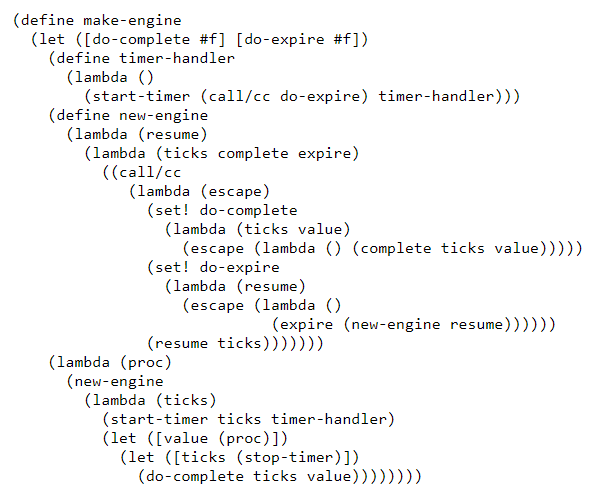 (define make-engine
  (let ([do-complete #f] [do-expire #f])
    (define timer-handler
      (lambda ()
        (start-timer (call/cc do-expire) timer-handler)))
    (define new-engine
      (lambda (resume)
        (lambda (ticks complete expire)
          ((call/cc
             (lambda (escape)
               (set! do-complete
                 (lambda (ticks value)
                   (escape (lambda () (complete ticks value)))))
               (set! do-expire
                 (lambda (resume)
                   (escape (lambda ()
                             (expire (new-engine resume))))))
               (resume ticks)))))))
    (lambda (proc)
      (new-engine
        (lambda (ticks)
          (start-timer ticks timer-handler)
          (let ([value (proc)])
            (let ([ticks (stop-timer)])
              (do-complete ticks value))))))))